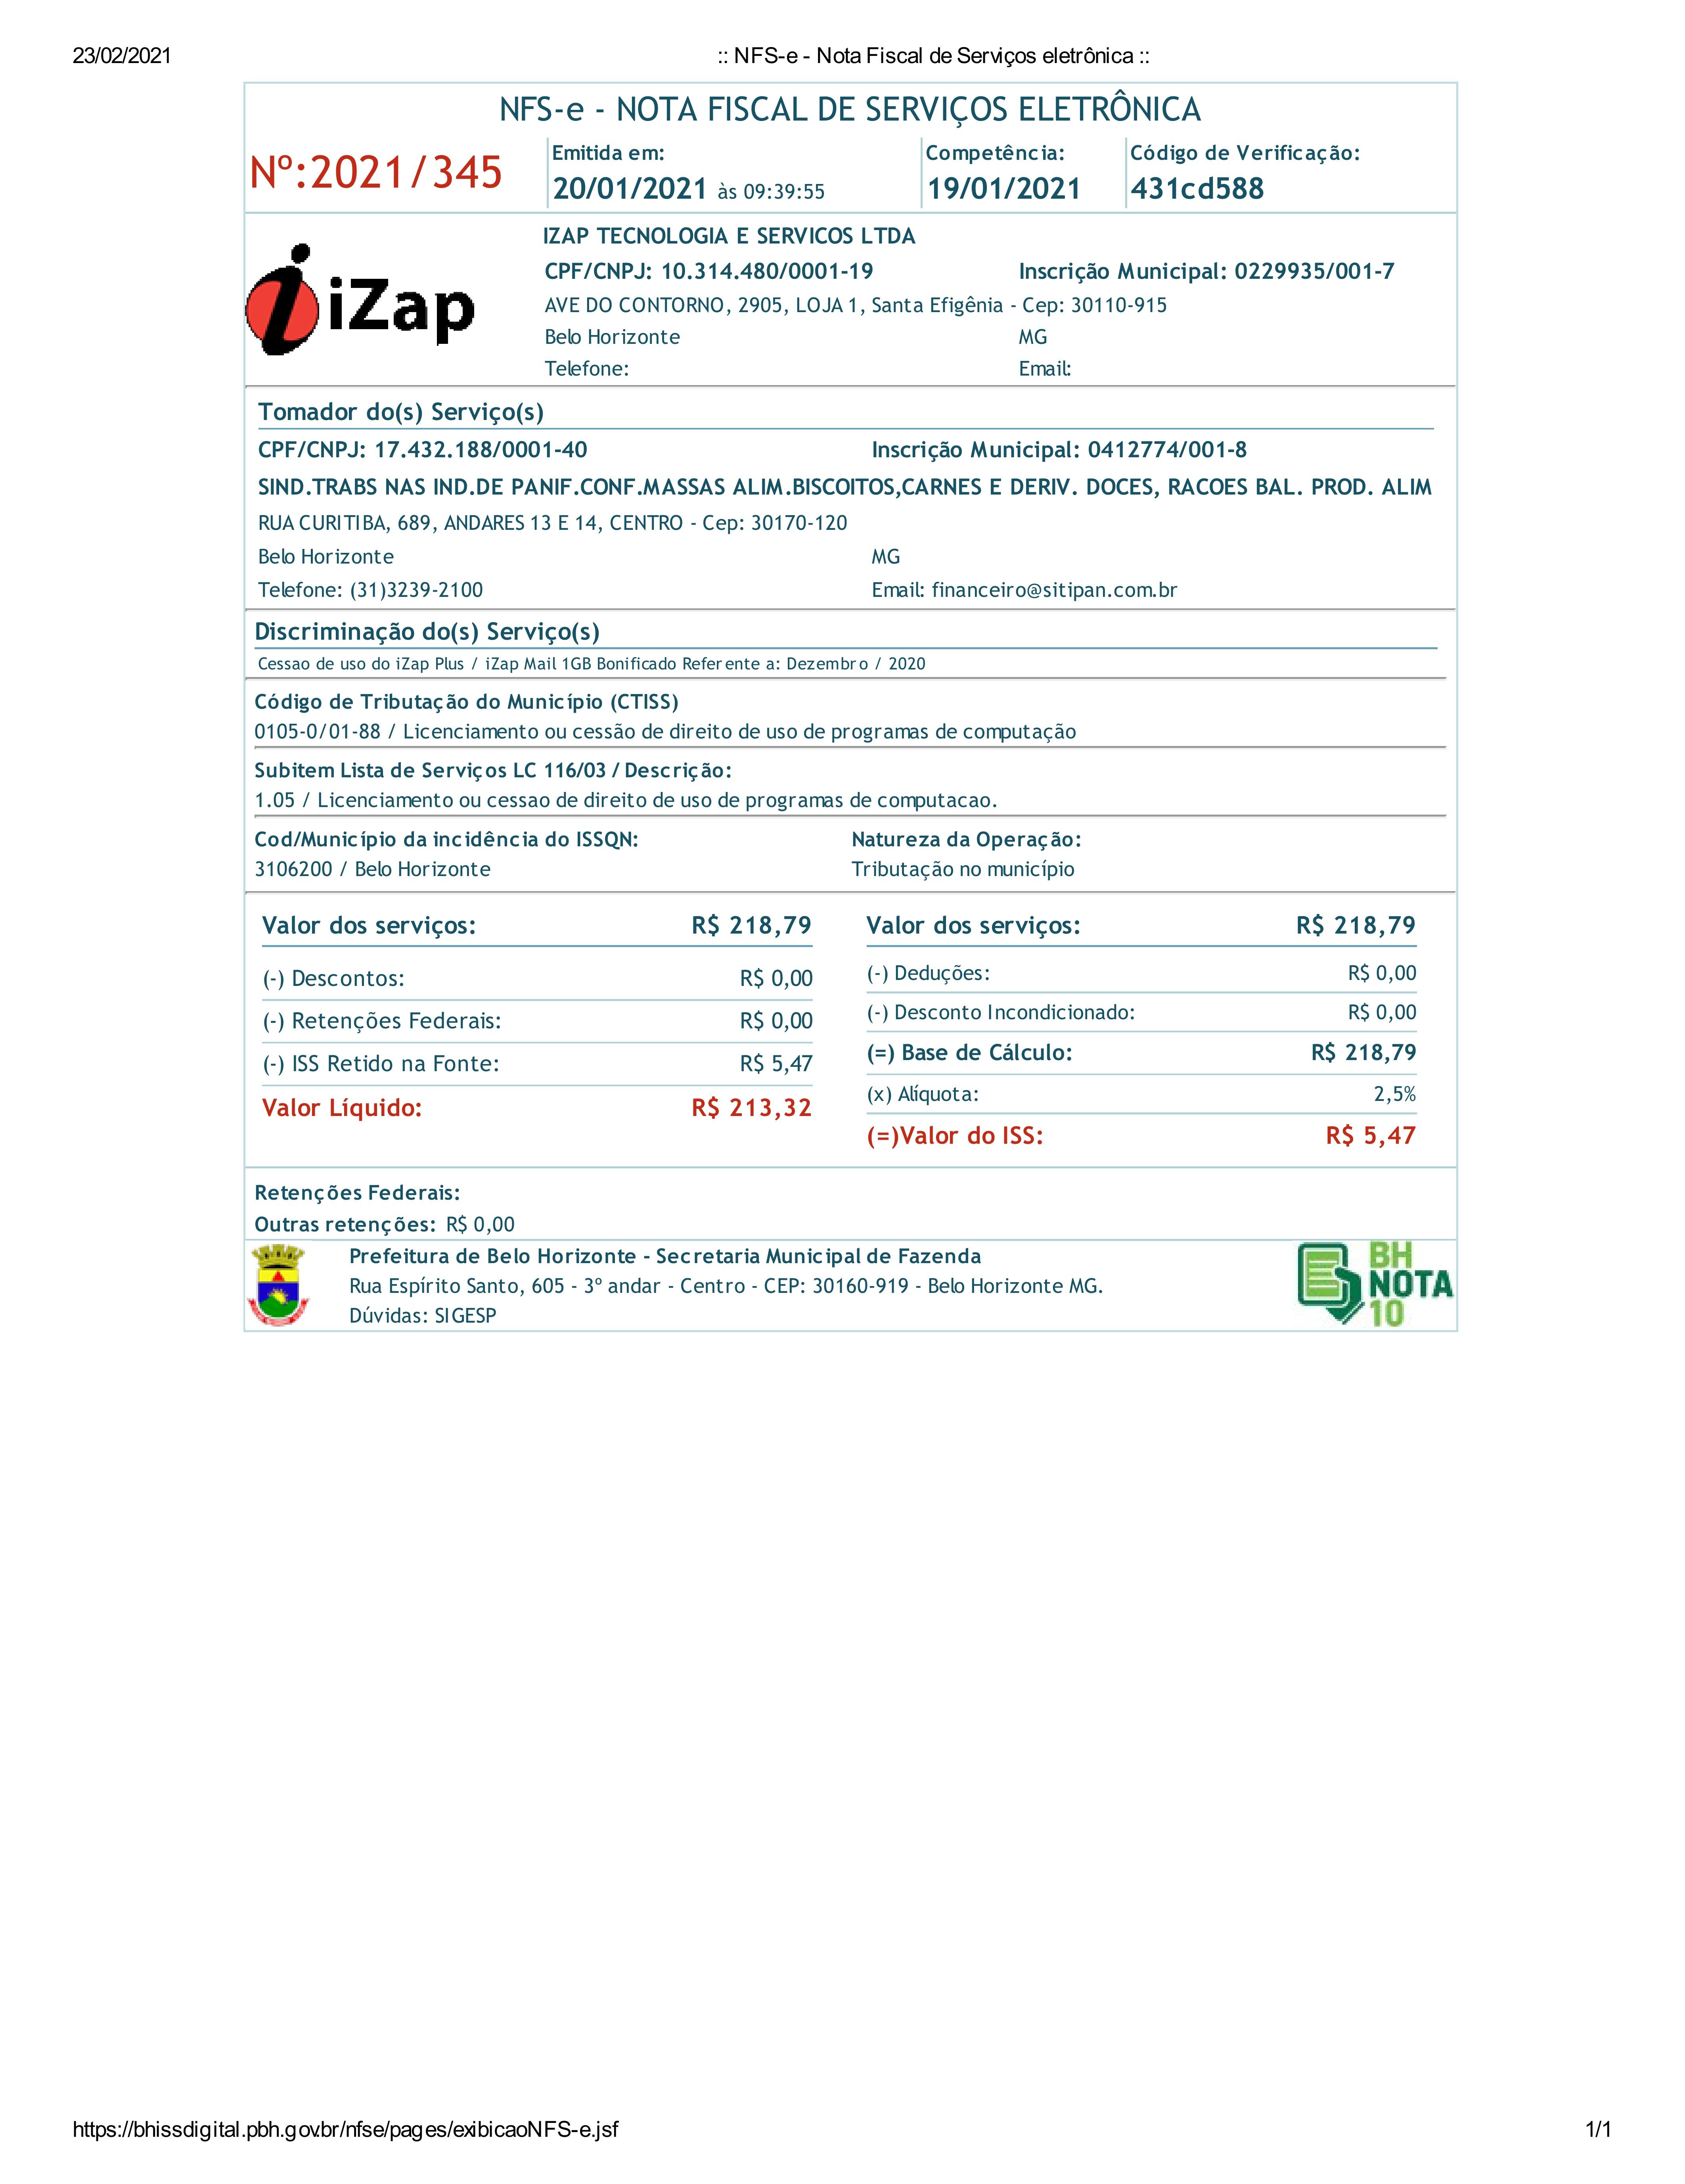 23/02/2021 :: NFS-e - Nota Fiscal de Serviços eletrônica ::
NFS-e - NOTA FISCAL DE SERVIÇOS ELETRÔNICA
Nº:2021/345
Emitida em: Competência: Código de Verificação:
20/01/2021 às 09:39:55 19/01/2021 431cd588
iZap
IZAP TECNOLOGIA E SERVICOS LTDA
CPF/CNPJ: 10.314.480/0001-19 Inscrição Municipal: 0229935/001-7
AVE DO CONTORNO, 2905, LOJA 1, Santa Efigênia - Cep: 30110-915
Belo Horizonte MG
Telefone: Email:
Tomador do(s) Serviço(s)
CPF/CNPJ: 17.432.188/0001-40 Inscrição Municipal: 0412774/001-8
SIND.TRABS NAS IND.DE PANIF.CONF.MASSAS ALIM.BISCOITOS,CARNES E DERIV. DOCES, RACOES BAL. PROD. ALIM
RUA CURITIBA, 689, ANDARES 13 E 14, CENTRO - Cep: 30170-120
Belo Horizonte MG
Telefone: (31)3239-2100 Email: financeiro@sitipan.com.br
Discriminação do(s) Serviço(s)
Cessao de uso do iZap Plus / iZap Mail 1GB Bonificado Referente a: Dezembro / 2020
Código de Tributação do Município (CTISS)
0105-0/01-88 / Licenciamento ou cessão de direito de uso de programas de computação
Subitem Lista de Serviços LC 116/03 / Descrição:
1.05 / Licenciamento ou cessao de direito de uso de programas de computacao.
Cod/Município da incidência do ISSQN: Natureza da Operação:
3106200 / Belo Horizonte Tributação no município
Valor dos serviços: R$ 218,79 Valor dos serviços: R$ 218,79
(-) Descontos: R$ 0,00 (-) Deduções: R$ 0,00
(-) Retenções Federais: R$ 0,00 (-) Desconto Incondicionado: R$ 0,00
(-) ISS Retido na Fonte: R$ 5,47 (=) Base de Cálculo: R$ 218,79
Valor Líquido: R$ 213,32 (x) Alíquota: 2,5%
(=)Valor do ISS: R$ 5,47
Retenções Federais:
Outras retenções: R$ 0,00
Prefeitura de Belo Horizonte - Secretaria Municipal de Fazenda
Rua Espírito Santo, 605 - 3º andar - Centro - CEP: 30160-919 - Belo Horizonte MG.
Dúvidas: SIGESP
BH
NOTA
10
https://bhissdigital.pbh.gov.br/nfse/pages/exibicaoNFS-e.jsf 1/1